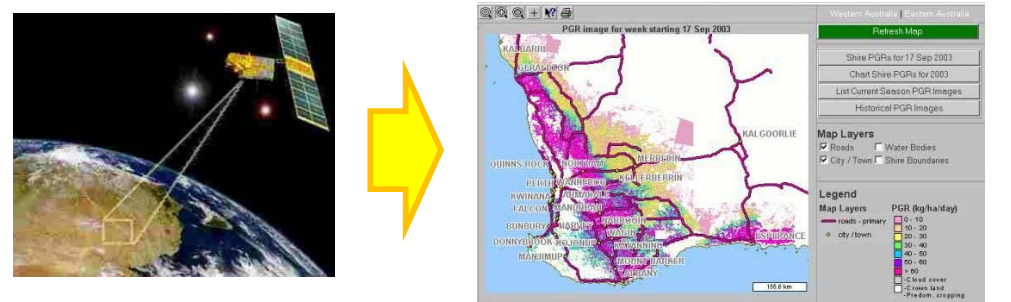 Western Australia | Eastern Australia
PGR image for week starting 17 Sep 2003
Refresh Map
Shire PGRs for 17 Sep 2003
Chart Shire PGRs for 2003
List Current Season PGR Images
Historical PGR Images
Map Layers
Roads Water Bodies
City / Town Shire Boundaries
Legend
Map Layers PGR (kg/ha/day)
roads - primary
city / town
0 - 10
10 - 20
20 - 30
30 - 40
40 - 50
50 - 60
> 60
-Cloud cover
-Crown land
-Predom. cropping
KALBARRI
GERALDTON
KALGOORLIE
QUINNS ROCK NORTHAM MERREDIN
PERTH WANNEROO KELLERBERRIN
KWINANA ARMADALE
FALCON MANDURAH
BUNBURY HARVEY NARROGIN
WAGIN
ESPERANCE
DONNYBROOK KOJONUP KATANNING
MANJIMUP MOUNT BARKER
ALBANY
155.8 km